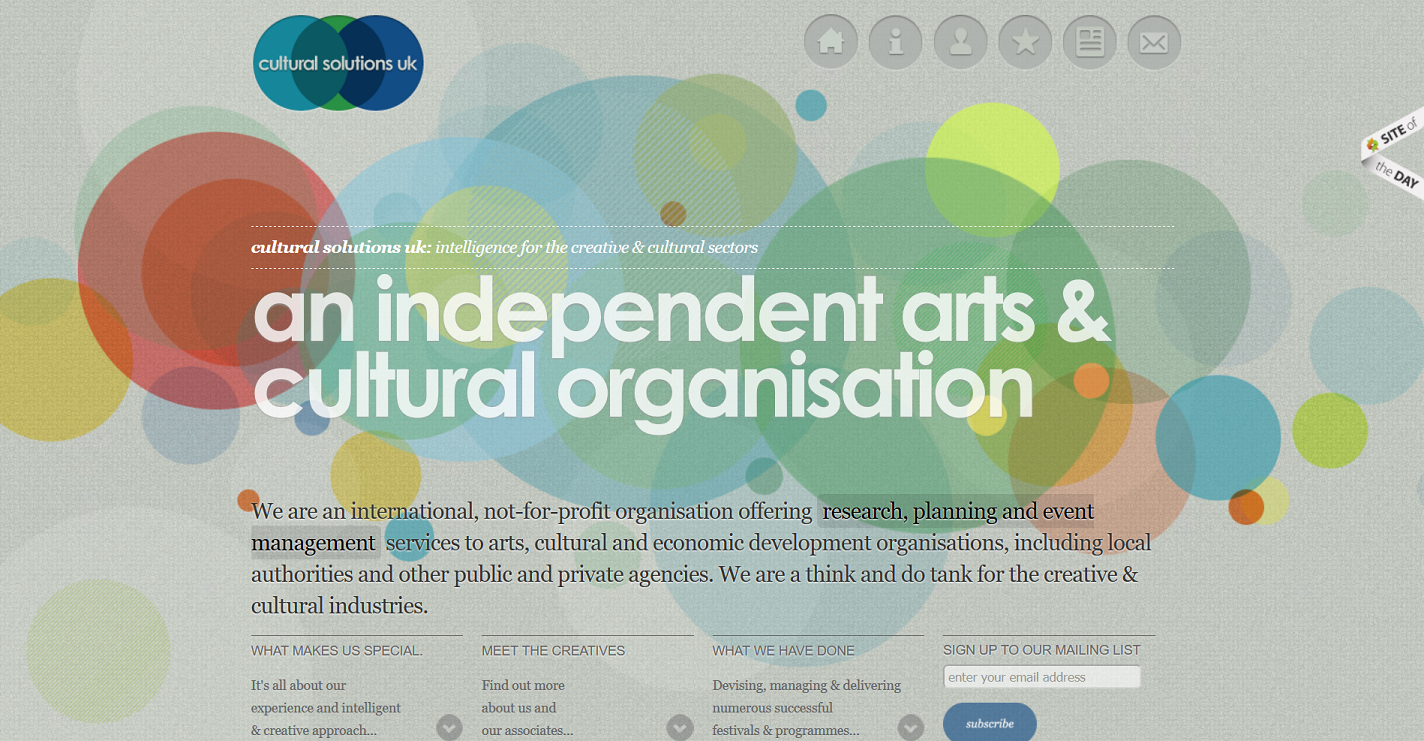 cultural solutions uk
SITE of
the DAY
cultural solutions uk: intelligence for the creative & cultural sectors
an independent arts &
cultural organisation
We are an international, not-for-profit organisation offering research, planning and event
management services to arts, cultural and economic development organisations, including local
authorities and other public and private agencies. We are a think and do tank for the creative &
cultural industries.
WHAT MAKES US SPECIAL.
It's all about our
experience and intelligent
& creative approach...
MEET THE CREATIVES
Find out more
about us and
our associates...
WHAT WE HAVE DONE
Devising, managing & delivering
numerous successful
festivals & programmes...
SIGN UP TO OUR MAILING LIST
enter your email address
subscribe